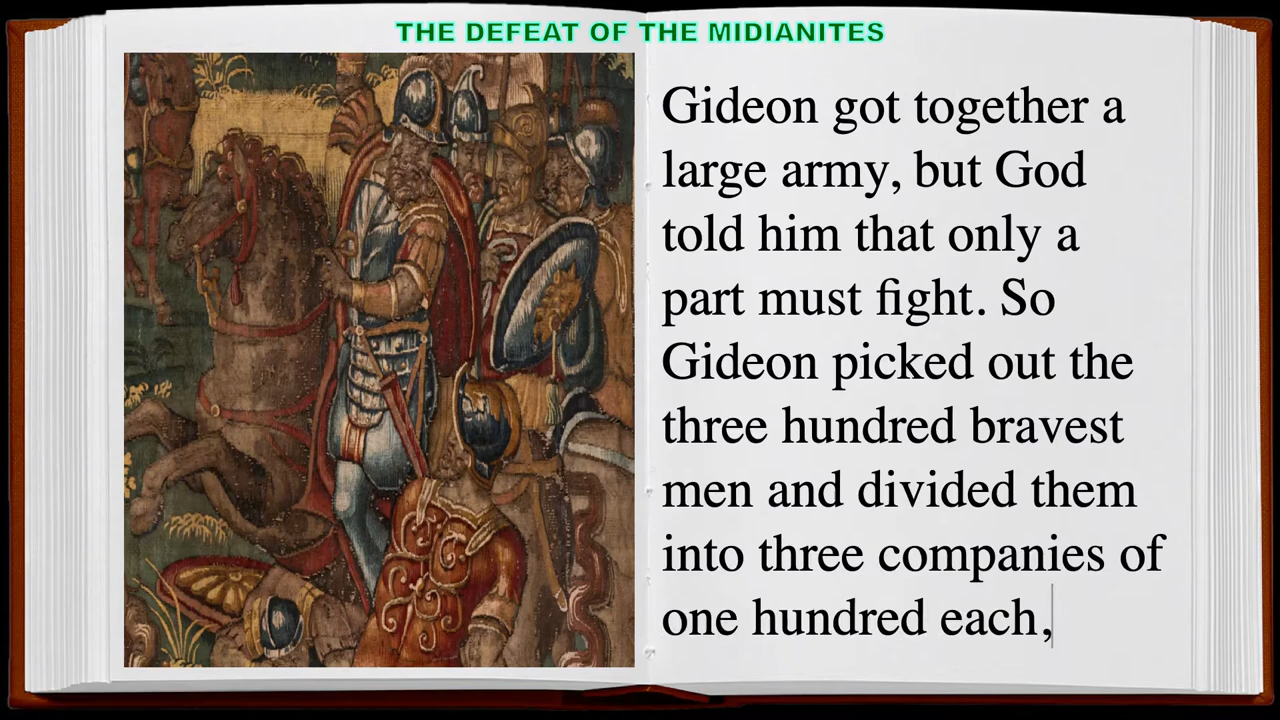 THE DEFEAT OF THE MIDIANITES
Gideon got together a
large army, but God
told him that only a
part must fight. So
Gideon picked out the
three hundred bravest
men and divided them
into three companies of
one hundred each,